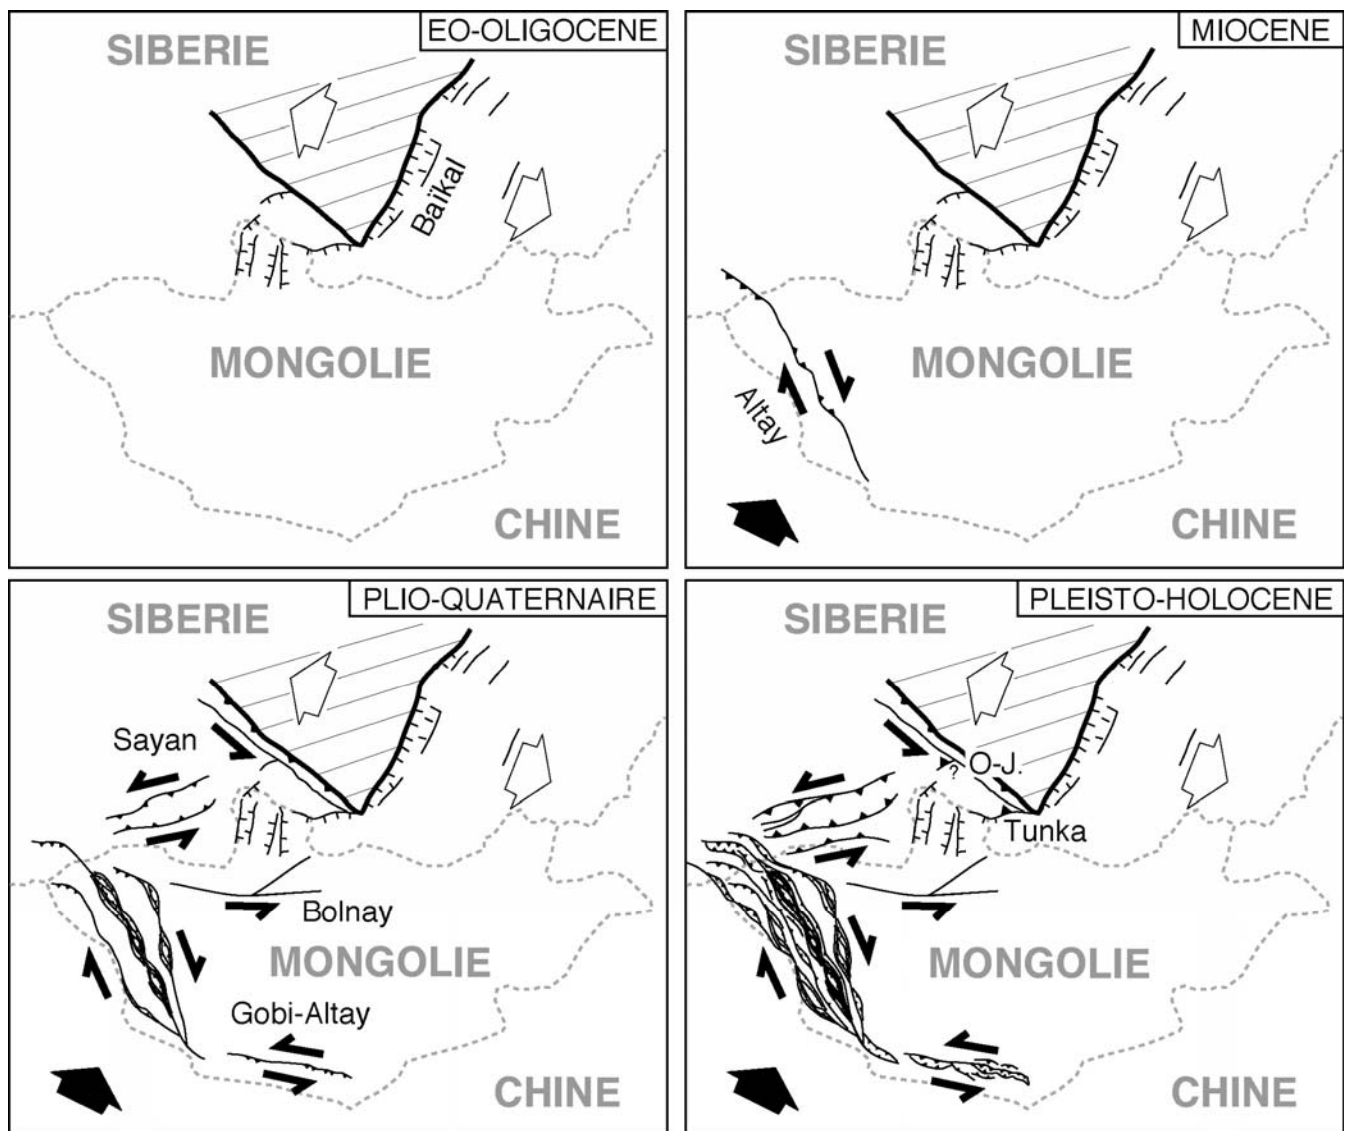 EO-OLIGOCENE
SIBERIE
Baïkal
MONGOLIE
CHINE
MIOCENE
SIBERIE
MONGOLIE
Altay
CHINE
PLIO-QUATERNAIRE
SIBERIE
Sayan
Bolnay
MONGOLIE
Gobi-Altay
CHINE
PLEISTO-HOLOCENE
SIBERIE
? O-J.
Tunka
MONGOLIE
CHINE